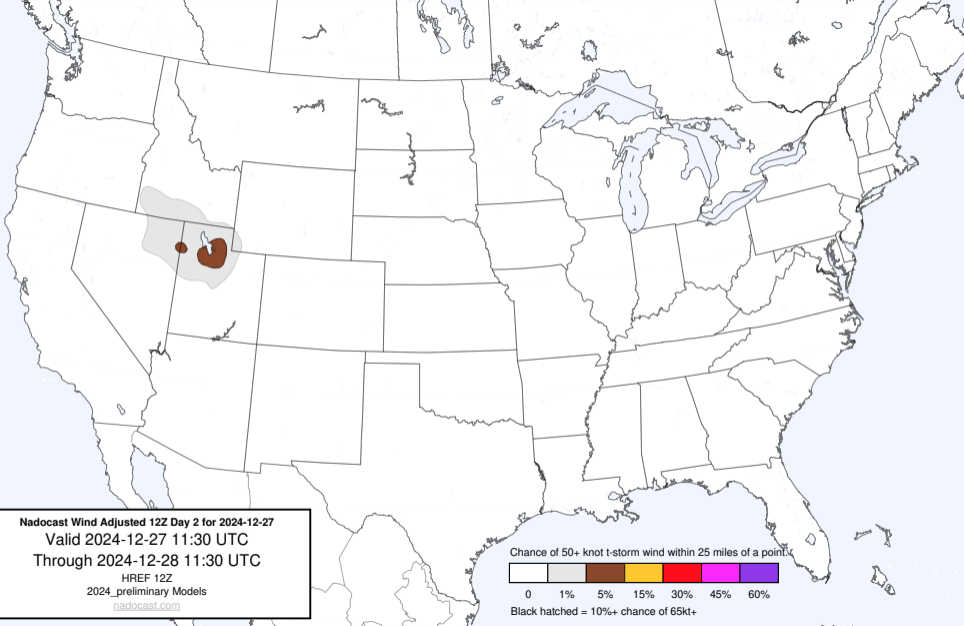 Nadocast Wind Adjusted 12Z Day 2 for 2024-12-27
Valid 2024-12-27 11:30 UTC
Through 2024-12-28 11:30 UTC
HREF 12Z
2024_preliminary Models
nadocast.com
Chance of 50+ knot t-storm wind within 25 miles of a point.
0 1% 5% 15% 30% 45% 60%
Black hatched = 10%+ chance of 65kt+